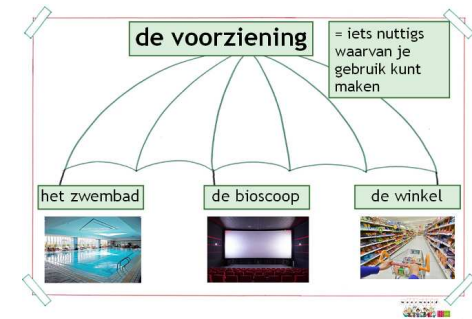 de voorziening
= iets nuttigs
waarvan je
gebruik kunt
maken
het zwembad
de bioscoop
de winkel